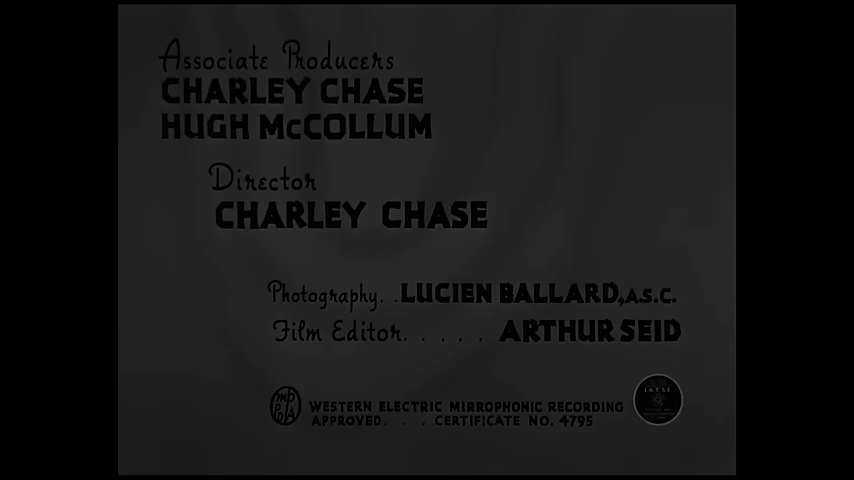 Associate Producers
CHARLEY CHASE
HUGH McCOLLUM
Director
CHARLEY CHASE
Photography. .LUCIEN BALLARD, A.S.C.
Film Editor. . . . . ARTHUR SEID
WESTERN ELECTRIC MIRROPHONIC RECORDING
APPROVED. . . CERTIFICATE NO. 4795
IATSE